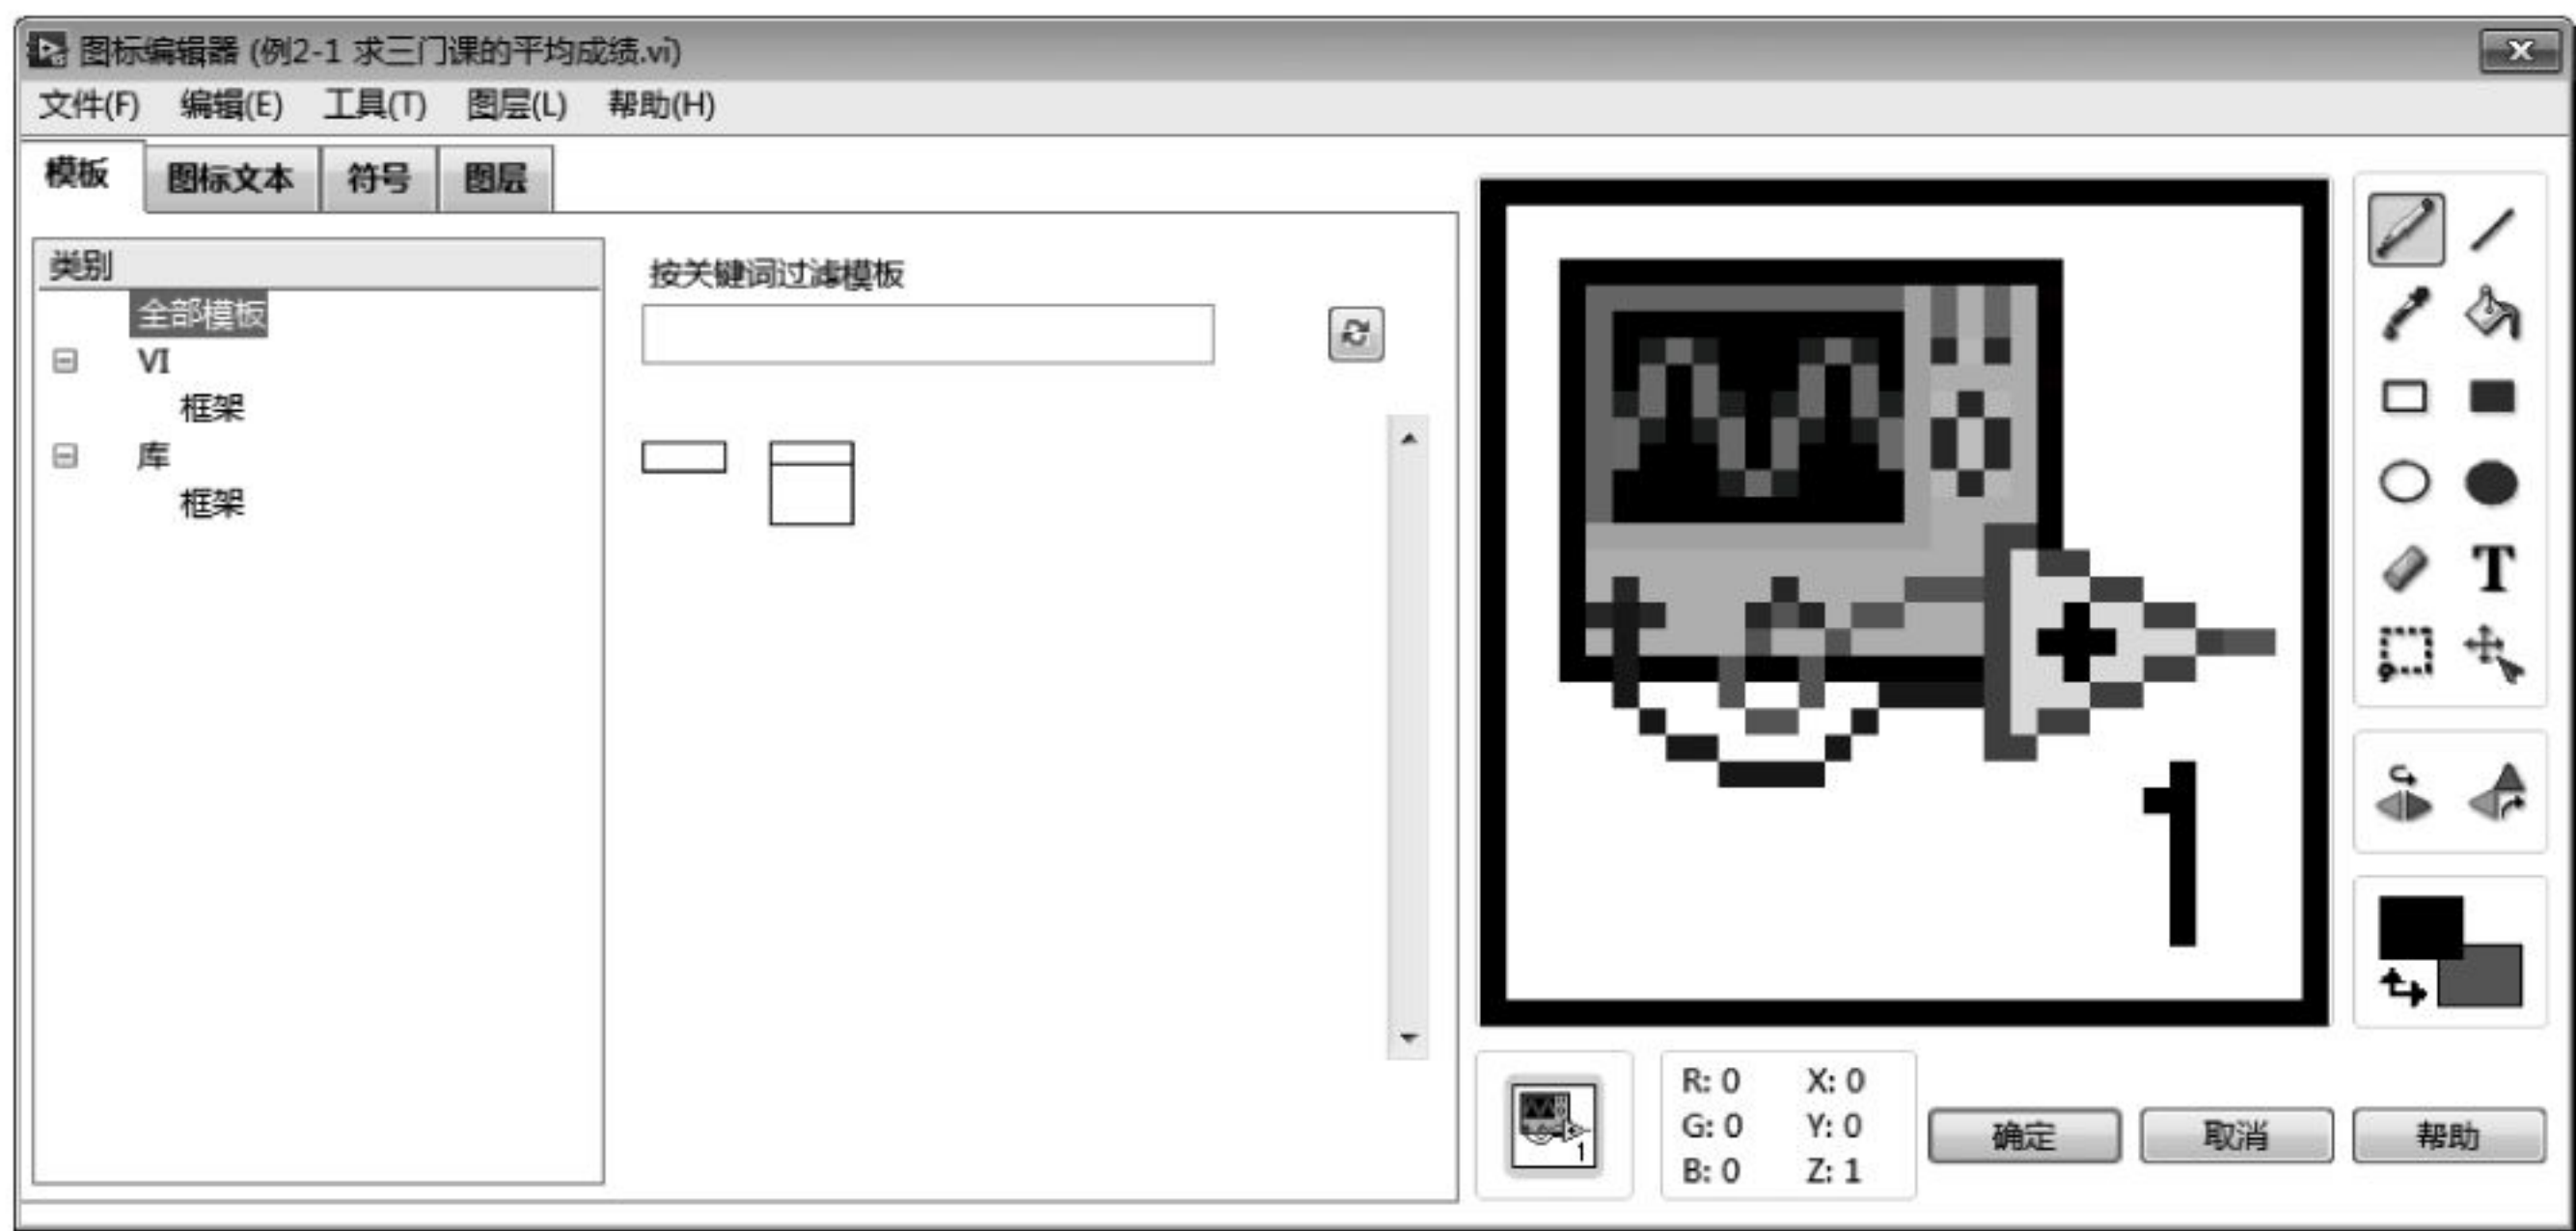 图标编辑器 (例2-1 求三门课的平均成绩.vi)
文件(F) 编辑(E) 工具(T) 图层(L) 帮助(H)
模板 图标文本 符号 图层
类别
全部模板
VI
框架
库
框架
按关键词过滤模板
T
1
1
R: 0 X: 0
G: 0 Y: 0
B: 0 Z: 1
确定 取消 帮助